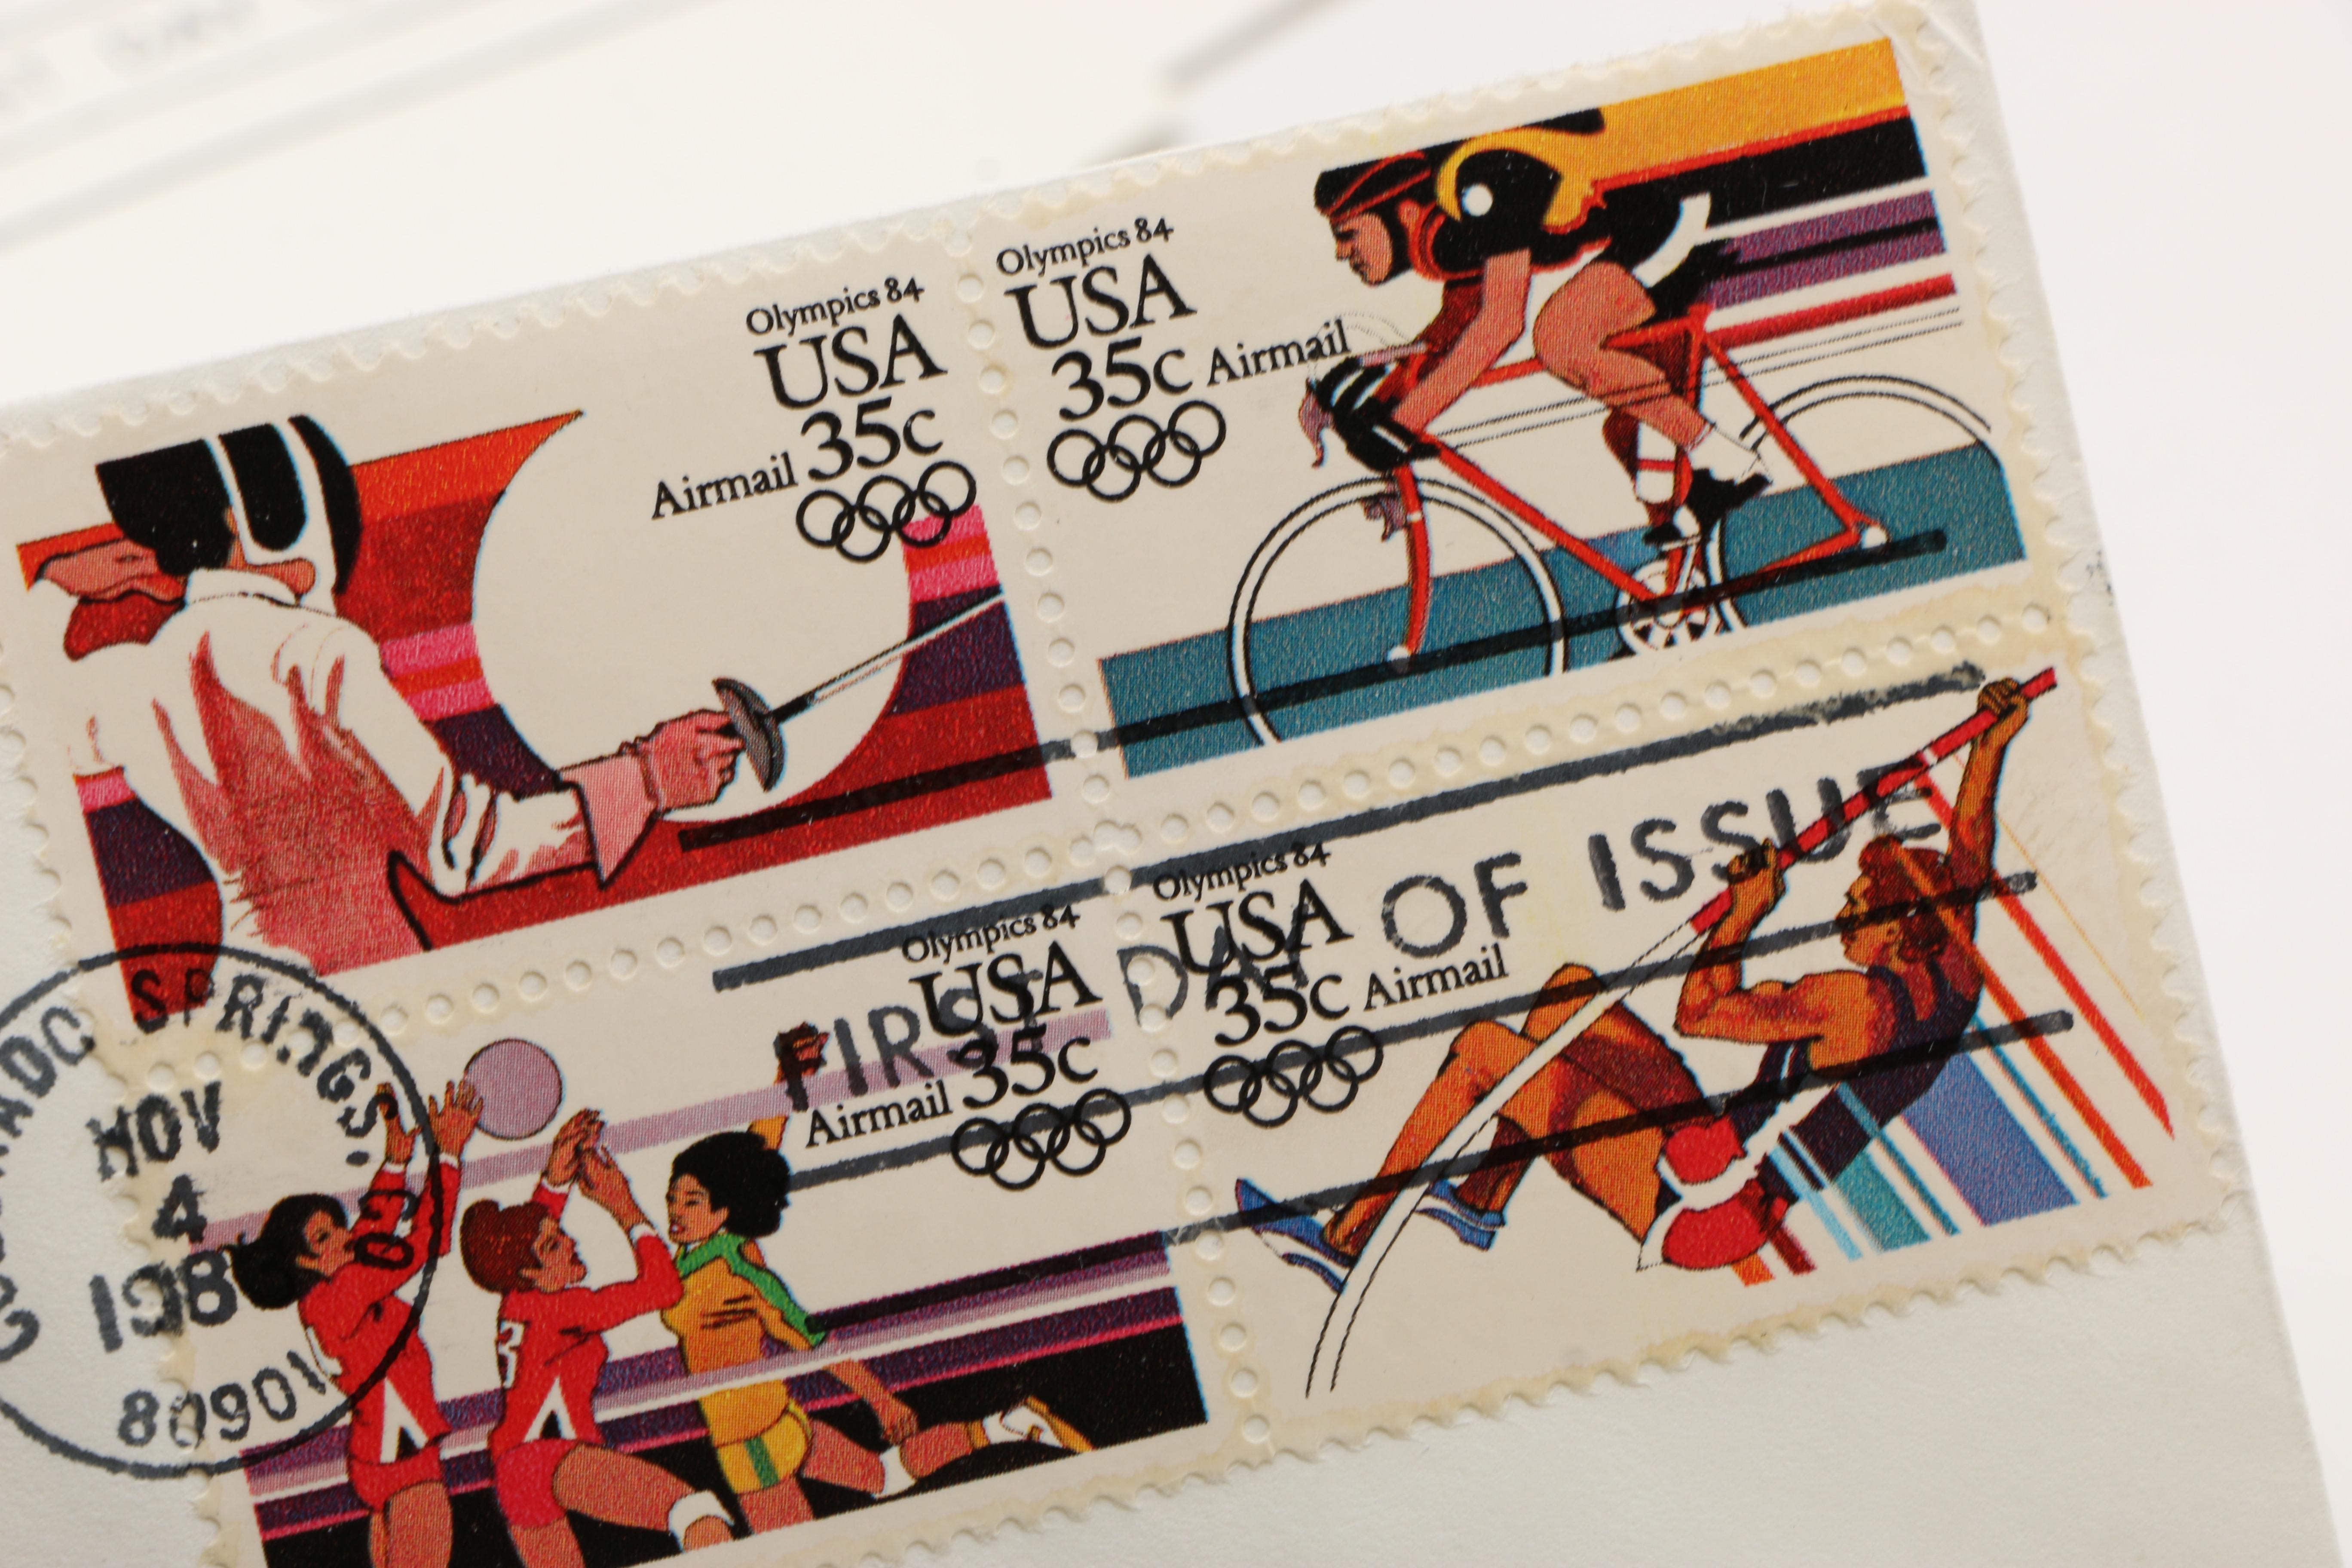 Olympics 84
USA
35c
Airmail
Olympics 84
USA
35c Airmail
Olympics 84
USA
35c
Airmail
Olympics 84
USA
35c Airmail
FIRST DAY OF ISSUE
SPRINGS,
NOV
4
198
80901
3